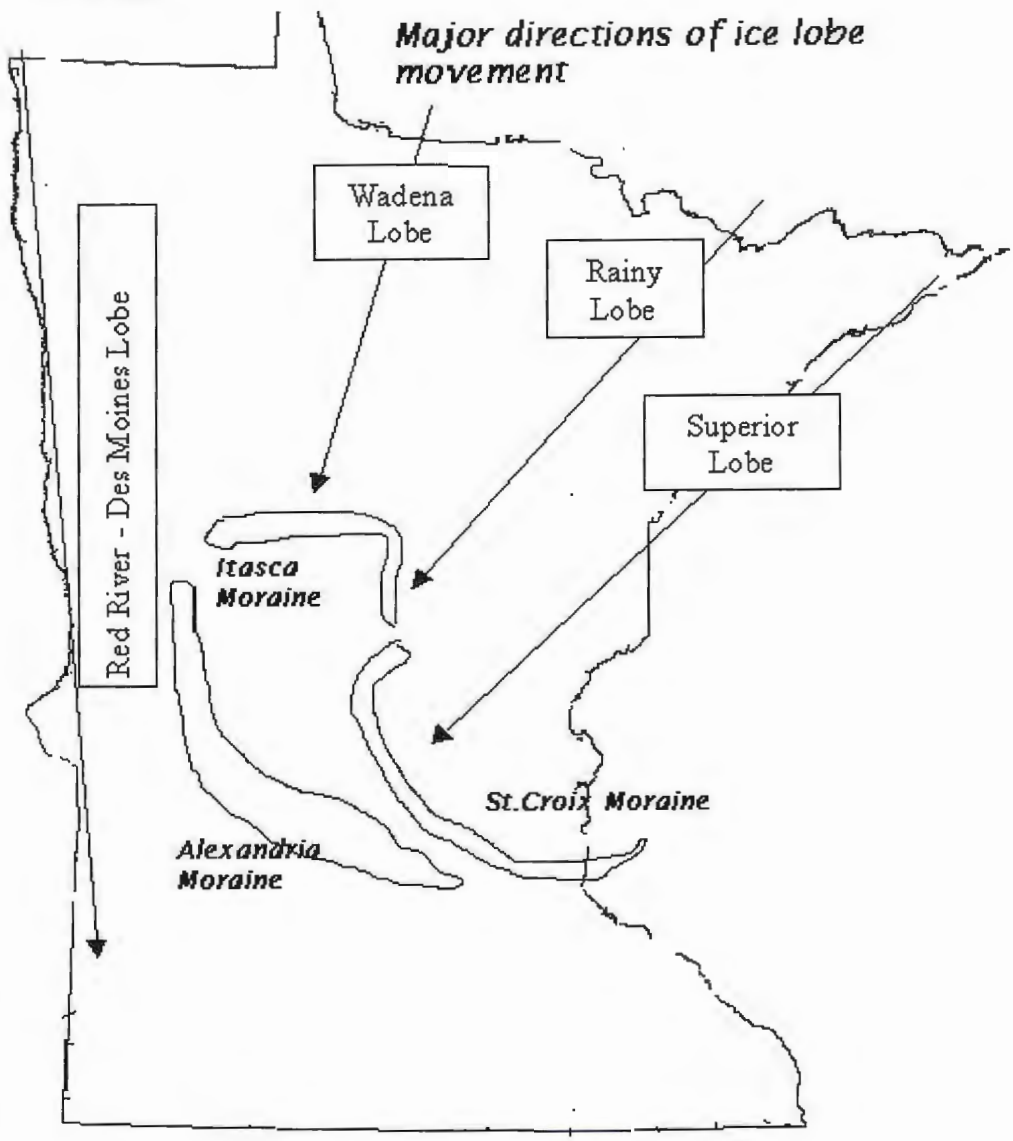 Major directions of ice lobe
movement
Wadena
Lobe
Rainy
Lobe
Superior
Lobe
Red River - Des Moines Lobe
Itasca
Moraine
St.Croix Moraine
Alexandria
Moraine